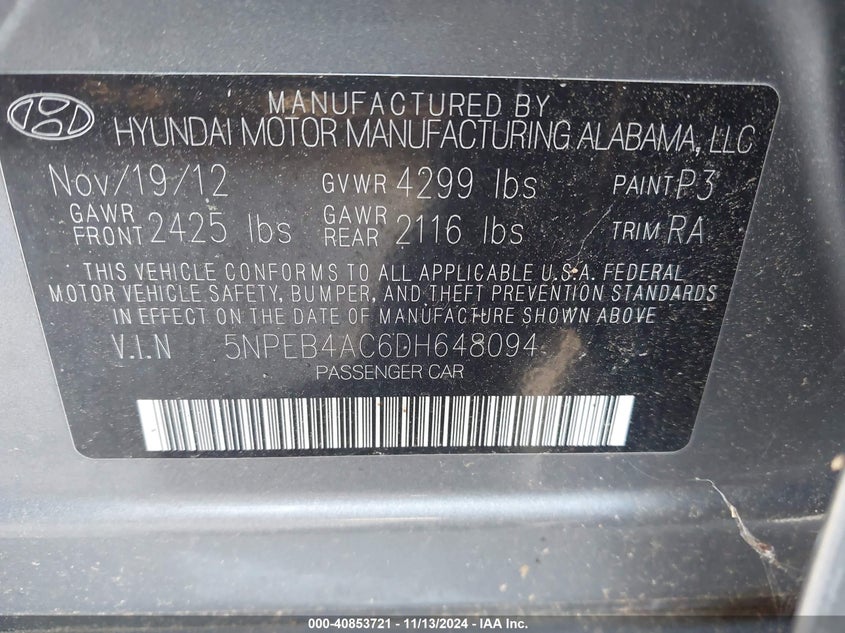 MANUFACTURED BY
HYUNDAI MOTOR MANUFACTURING ALABAMA, LLC
Nov/19/12 GVWR 4299 lbs PAINT P3
GAWR FRONT 2425 lbs GAWR REAR 2116 lbs TRIM RA
THIS VEHICLE CONFORMS TO ALL APPLICABLE U.S.A. FEDERAL
MOTOR VEHICLE SAFETY, BUMPER, AND THEFT PREVENTION STANDARDS
IN EFFECT ON THE DATE OF MANUFACTURE SHOWN ABOVE
V.I.N 5NPEB4AC6DH648094
PASSENGER CAR
000-40853721 - 11/13/2024 - IAA Inc.